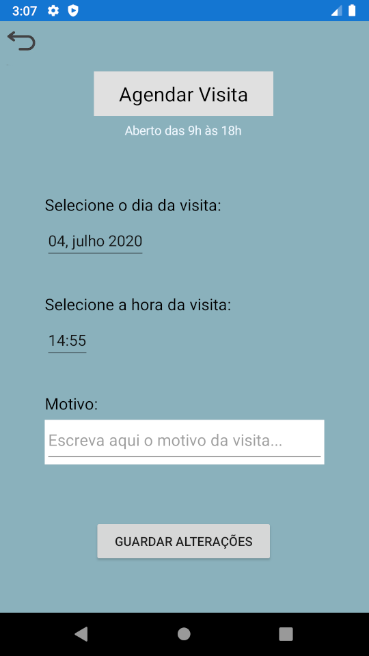 3:07
Agendar Visita
Aberto das 9h às 18h
Selecione o dia da visita:
04, julho 2020
Selecione a hora da visita:
14:55
Motivo:
Escreva aqui o motivo da visita...
GUARDAR ALTERAÇÕES